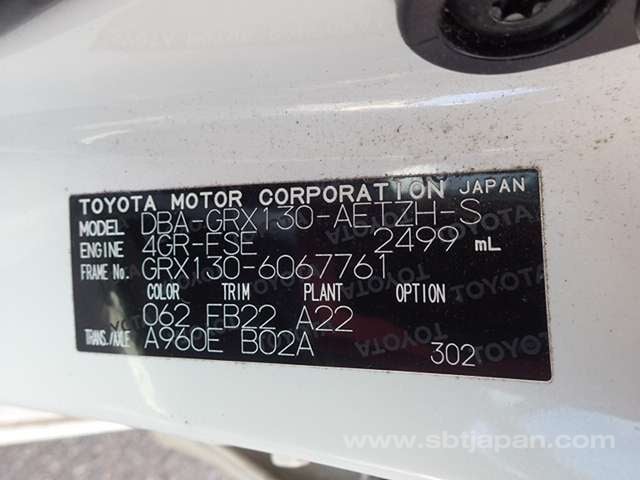 TOYOTA MOTOR CORPORATION JAPAN
MODEL DBA-GRX130-AETZH-S
ENGINE 4GR-FSE 2499 mL
FRAME No. GRX130-6067761
COLOR TRIM PLANT OPTION
062 FB22 A22
TRANS./AXLE A960E B02A 302
www.sbtjapan.com